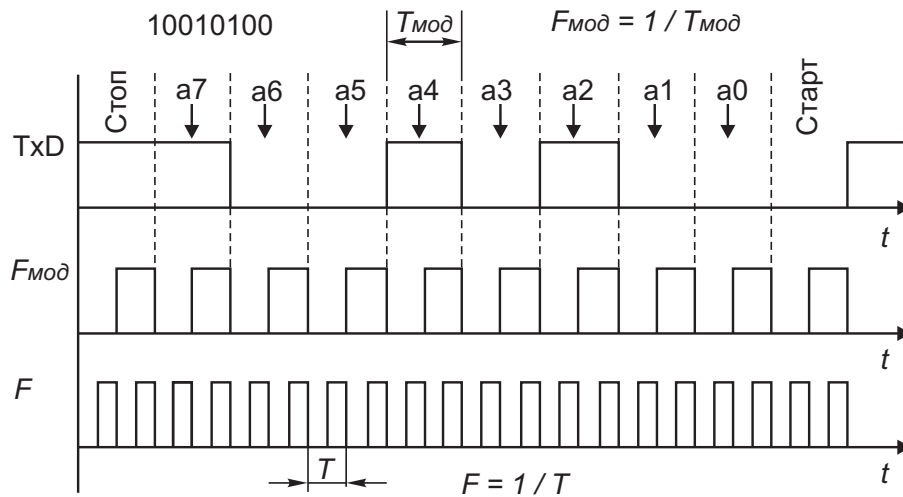 10010100
Tмод
Fмод = 1 / Tмод
Стоп
a7
a6
a5
a4
a3
a2
a1
a0
Старт
TxD
t
Fмод
t
F
T
F = 1 / T
t